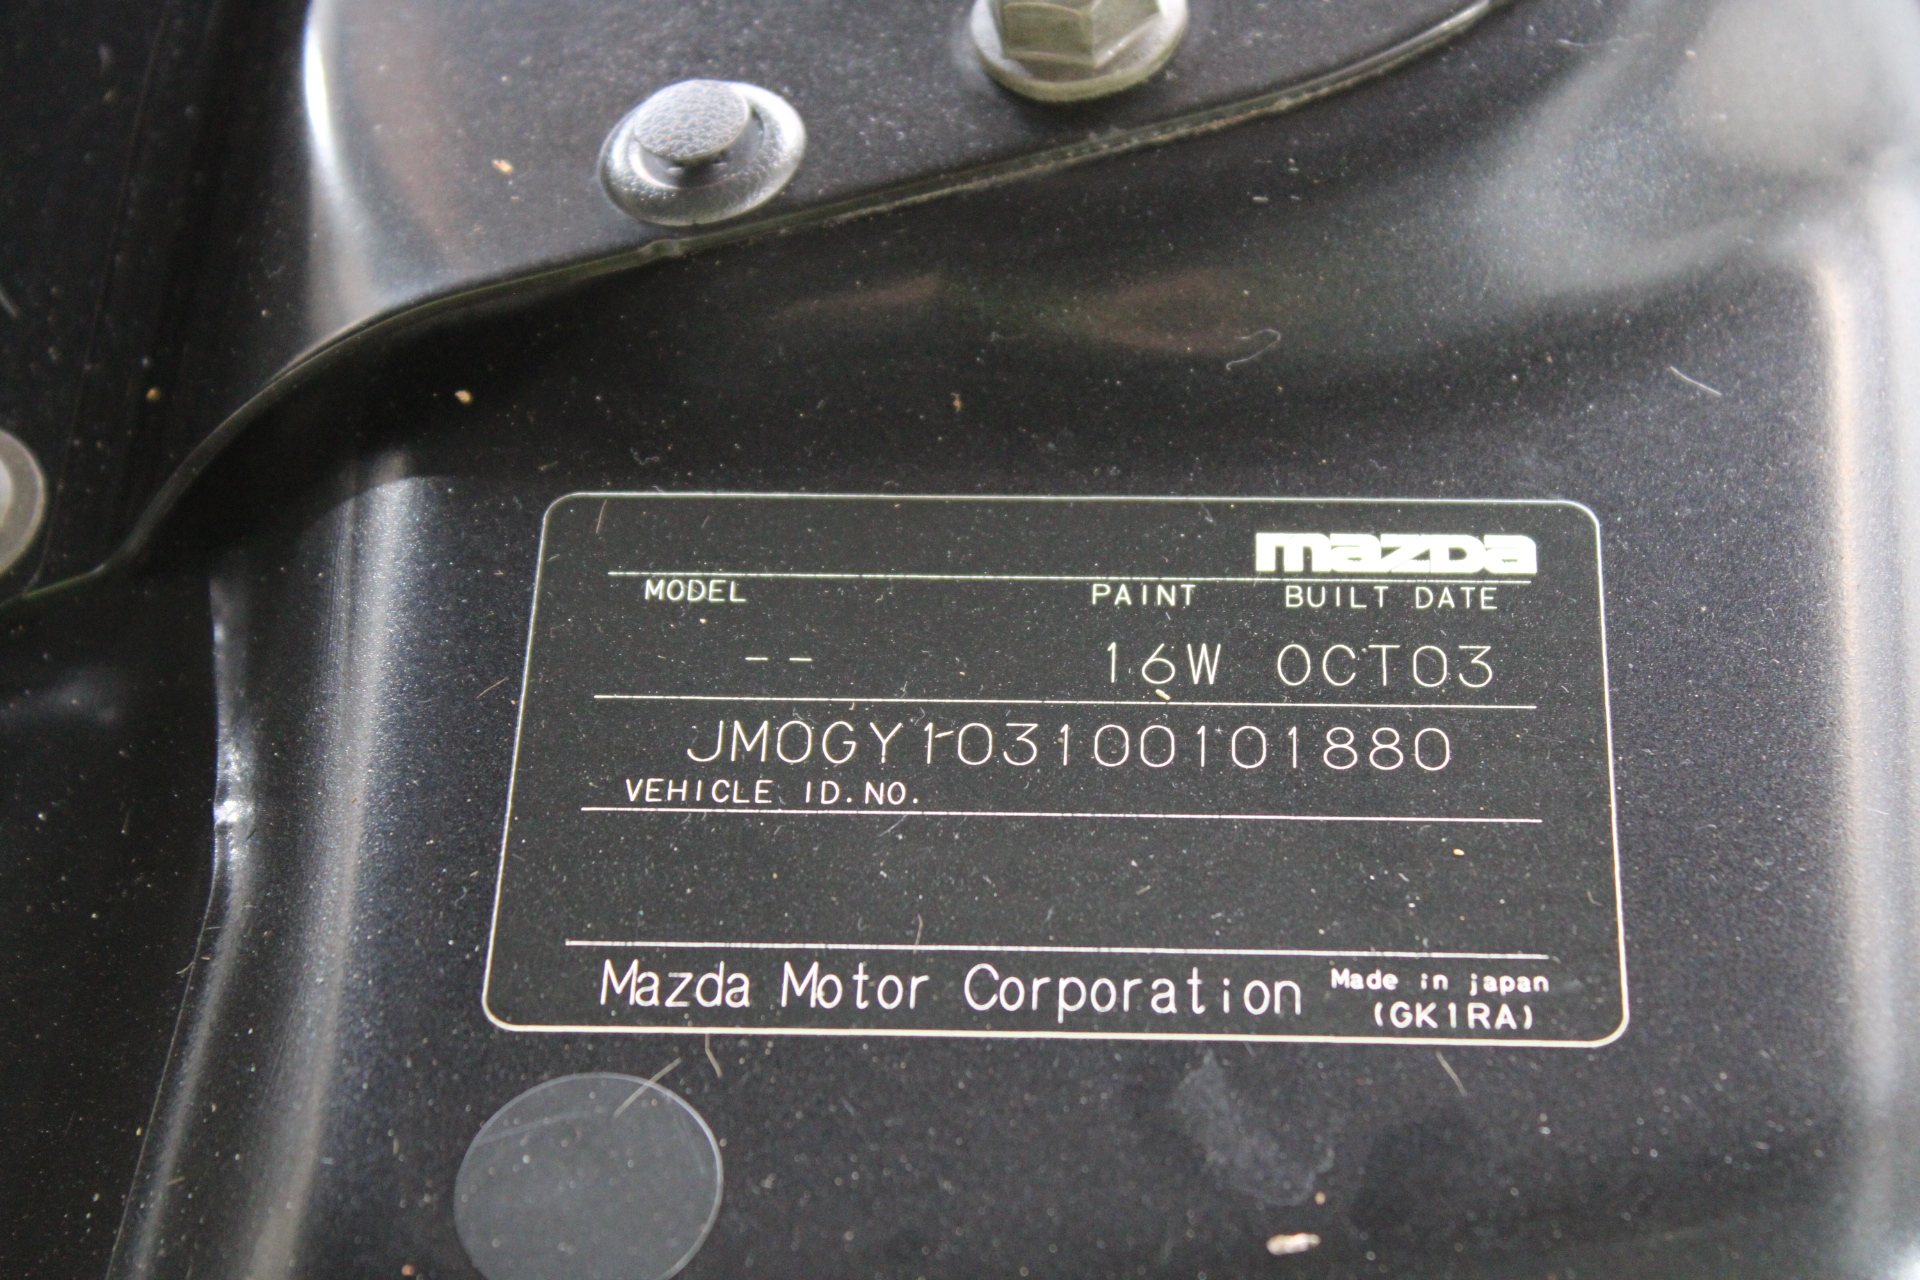 mazda
MODEL PAINT BUILT DATE
-- 16W OCT03
JM0GY103100101880
VEHICLE ID.NO.
Mazda Motor Corporation Made in japan
(GK1RA)